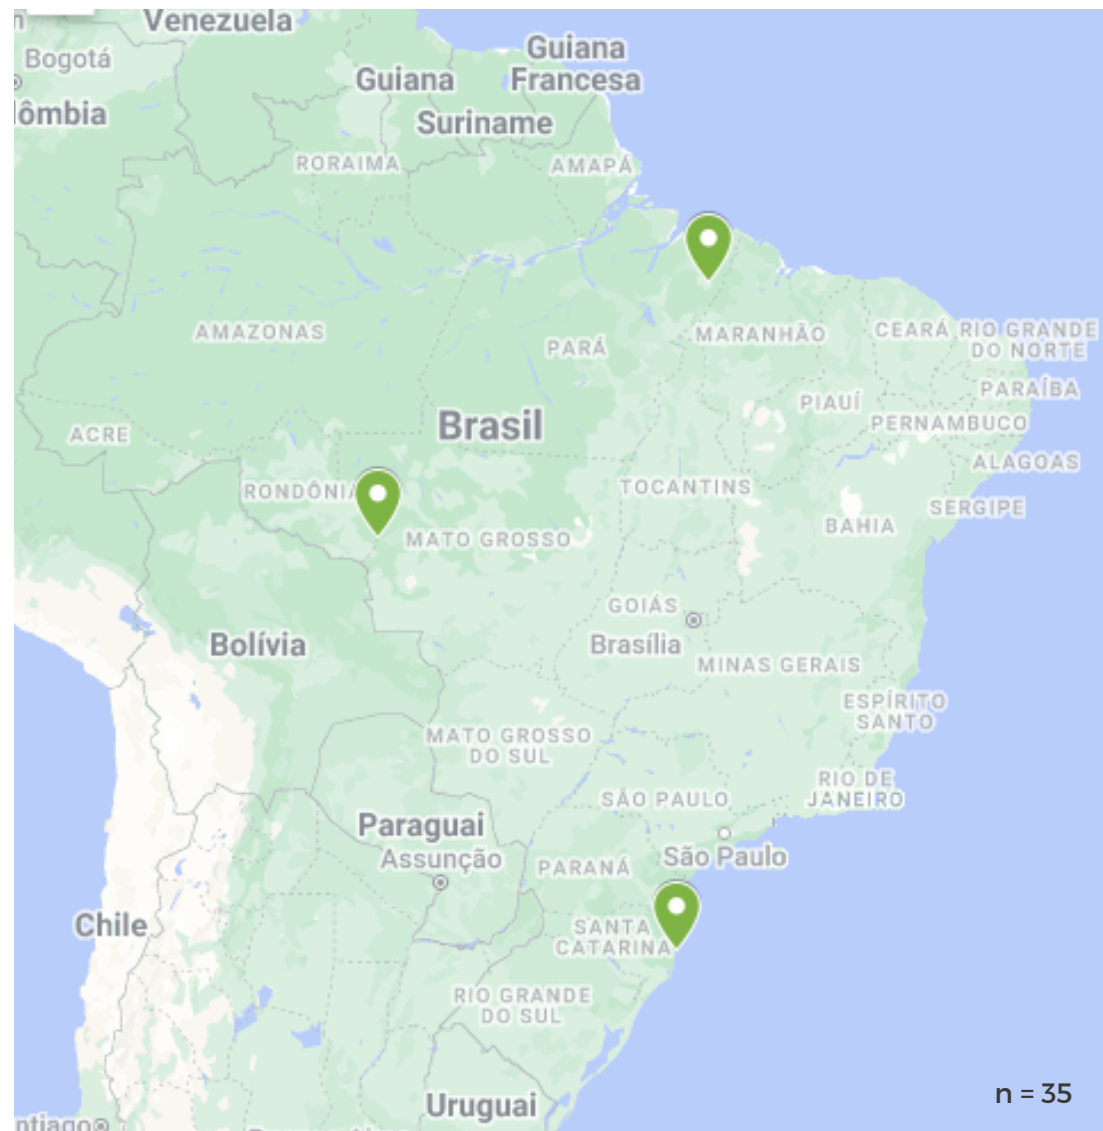 Venezuela
Bogotá
Guiana
Francesa
Guiana
ômbia
Suriname
RORAIMA
AMAPÁ
AMAZONAS
MARANHÃO
CEARÁ
RIO GRANDE
DO NORTE
PARÁ
PARAÍBA
PIAUÍ
PERNAMBUCO
Brasil
ACRE
ALAGOAS
RONDÔNIA
TOCANTINS
SERGIPE
BAHIA
MATO GROSSO
GOIÁS
Brasília
Bolívia
MINAS GERAIS
ESPÍRITO
SANTO
MATO GROSSO
DO SUL
RIO DE
JANEIRO
SÃO PAULO
Paraguai
Assunção
São Paulo
PARANÁ
Chile
SANTA
CATARINA
RIO GRANDE
DO SUL
n = 35
Uruguai
ntiago